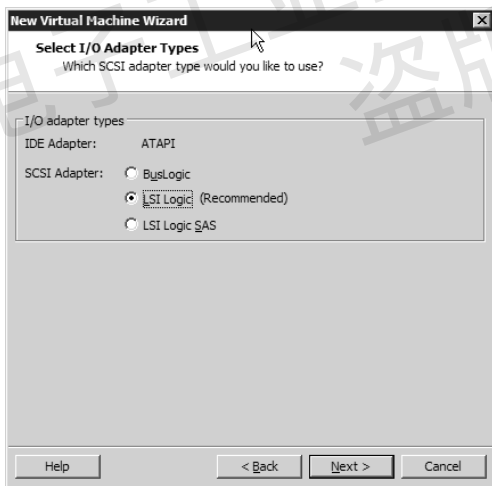 New Virtual Machine Wizard
Select I/O Adapter Types
Which SCSI adapter type would you like to use?
I/O adapter types
IDE Adapter: ATAPI
SCSI Adapter: BusLogic
LSI Logic (Recommended)
LSI Logic SAS
Help < Back Next > Cancel